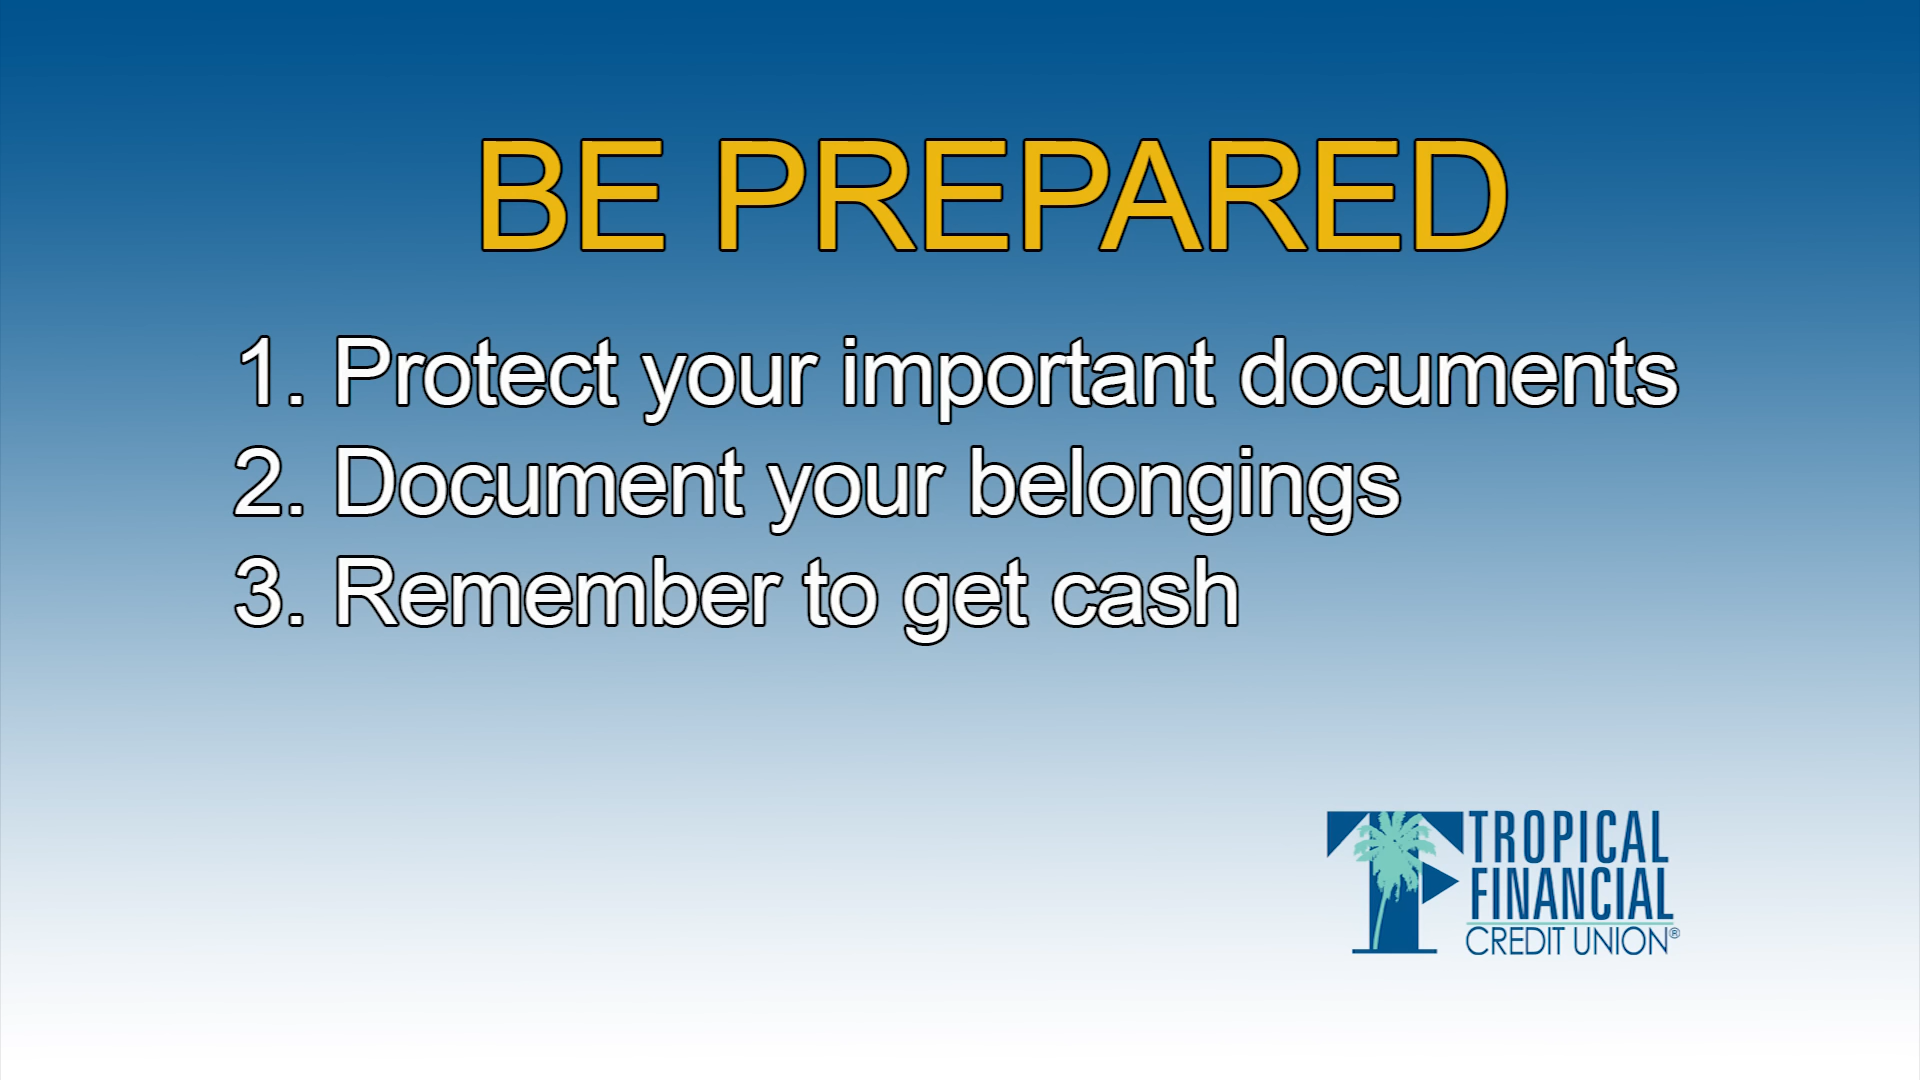 BE PREPARED
1. Protect your important documents
2. Document your belongings
3. Remember to get cash
TROPICAL
FINANCIAL
CREDIT UNION®